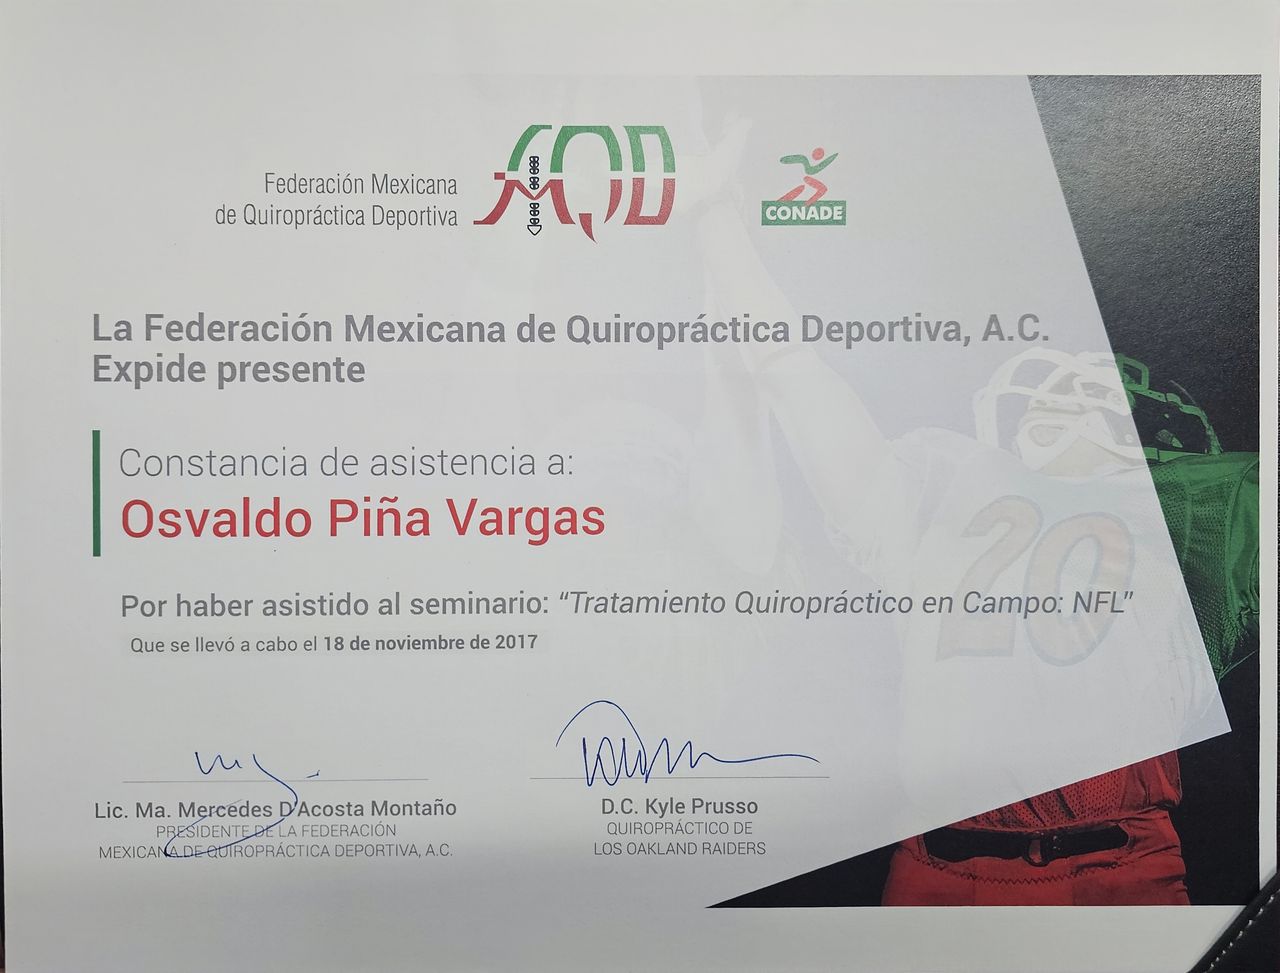 Federación Mexicana
de Quiropráctica Deportiva
CONADE
La Federación Mexicana de Quiropráctica Deportiva, A.C.
Expide presente
Constancia de asistencia a:
Osvaldo Piña Vargas
Por haber asistido al seminario: “Tratamiento Quiropráctico en Campo: NFL”
Que se llevó a cabo el 18 de noviembre de 2017
20
Lic. Ma. Mercedes D'Acosta Montaño
PRESIDENTE DE LA FEDERACIÓN
MEXICANA DE QUIROPRÁCTICA DEPORTIVA, A.C.
D.C. Kyle Prusso
QUIROPRÁCTICO DE
LOS OAKLAND RAIDERS